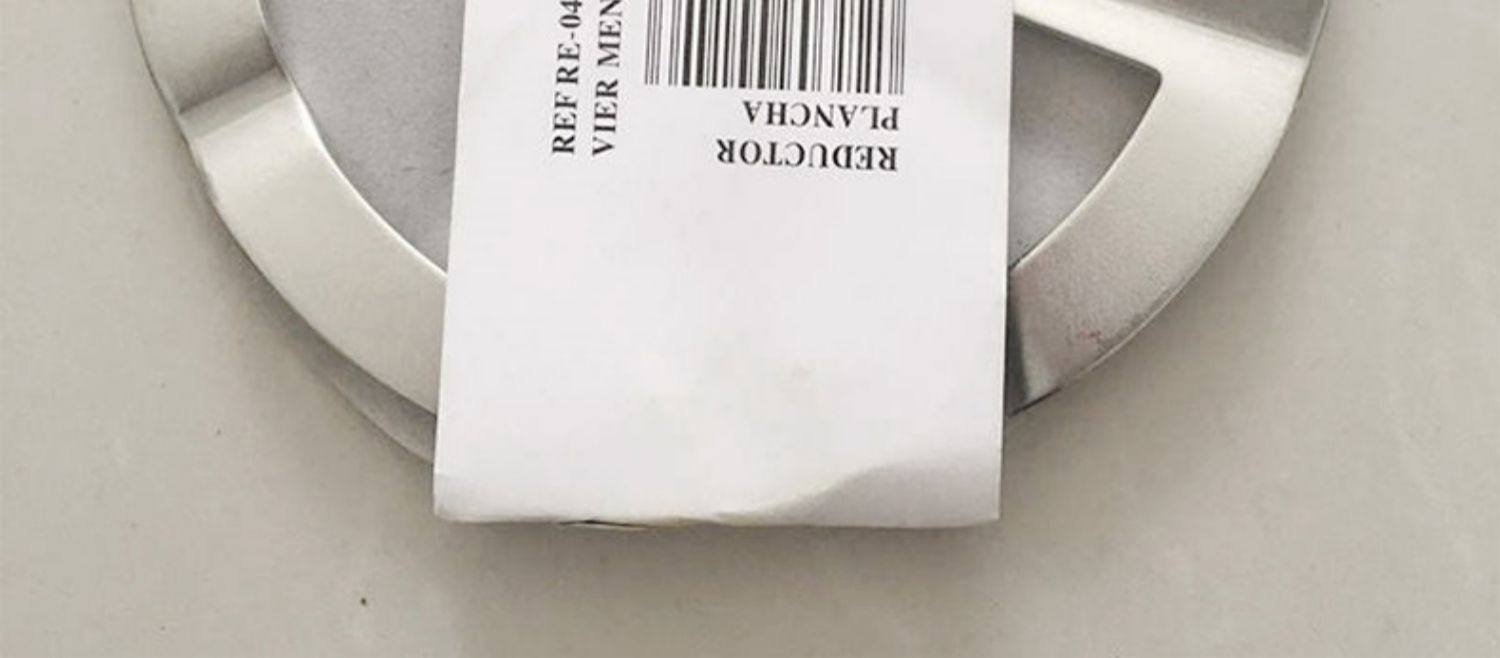 REDUCTOR
PLANCHA
REF RE-04
VIER MEN